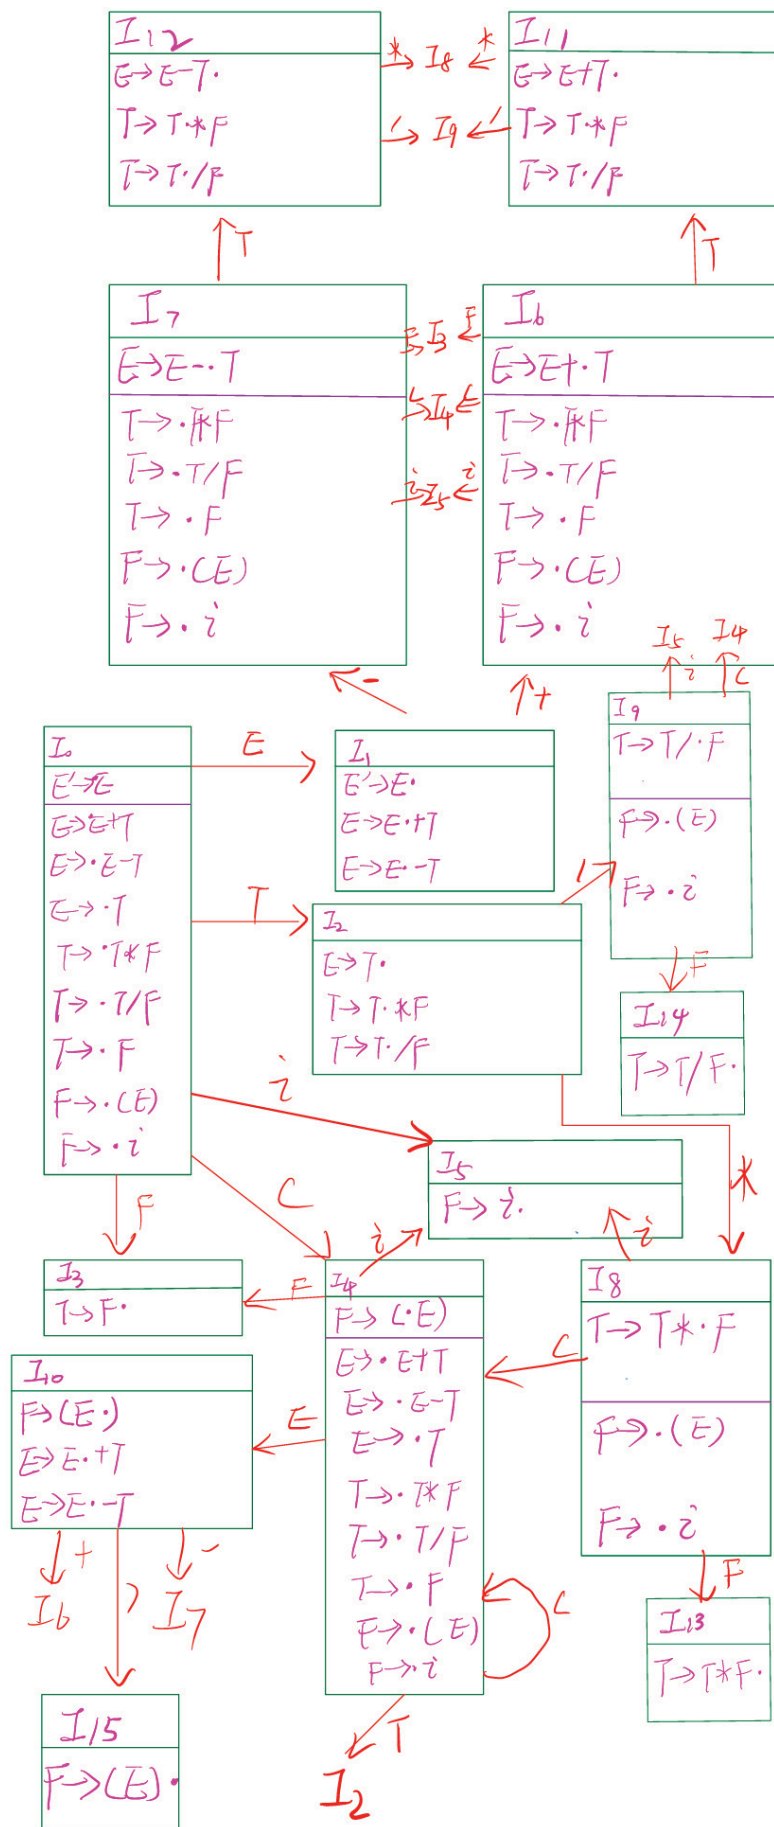 I12
E→E-T·
T→T·*F
T→T·/F
* I8 *
/ I9 /
I11
E→E+T·
T→T·*F
T→T·/F
T
T
I7
E→E-·T
T→·T*F
T→·T/F
T→·F
F→·(E)
F→·i
F I3 F
( I4 (
i I5 i
I6
E→E+·T
T→·T*F
T→·T/F
T→·F
F→·(E)
F→·i
-
+
I5 I4
i (
I9
T→T/·F
F→·(E)
F→·i
F
I14
T→T/F·
I0
E'→E
E→E+T
E→·E-T
E→·T
T→·T*F
T→·T/F
T→·F
F→·(E)
F→·i
E
I1
E'→E·
E→E·+T
E→E·-T
T
/
I2
E→T·
T→T·*F
T→T·/F
i
*
I5
F→i·
F
(
i
i
I3
T→F·
F
I4
F→(·E)
E→·E+T
E→·E-T
E→·T
T→·T*F
T→·T/F
T→·F
F→·(E)
F→·i
(
(
T
I2
I8
T→T*·F
F→·(E)
F→·i
F
I13
T→T*F·
E
I10
F→(E·)
E→E·+T
E→E·-T
+
)
-
I6
I7
I15
F→(E)·